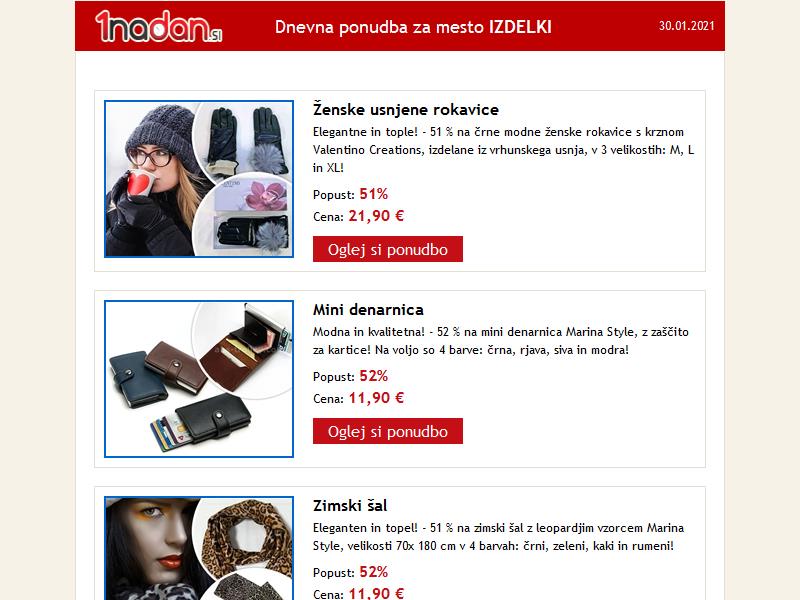 1nadan.si
Dnevna ponudba za mesto IZDELKI
30.01.2021
Ženske usnjene rokavice
Elegantne in tople! - 51 % na črne modne ženske rokavice s krznom
Valentino Creations, izdelane iz vrhunskega usnja, v 3 velikostih: M, L
in XL!
Popust: 51%
Cena: 21,90 €
Oglej si ponudbo
Mini denarnica
Modna in kvalitetna! - 52 % na mini denarnica Marina Style, z zaščito
za kartice! Na voljo so 4 barve: črna, rjava, siva in modra!
Popust: 52%
Cena: 11,90 €
Oglej si ponudbo
Zimski šal
Eleganten in topel! - 51 % na zimski šal z leopardjim vzorcem Marina
Style, velikosti 70x 180 cm v 4 barvah: črni, zeleni, kaki in rumeni!
Popust: 52%
Cena: 11,90 €